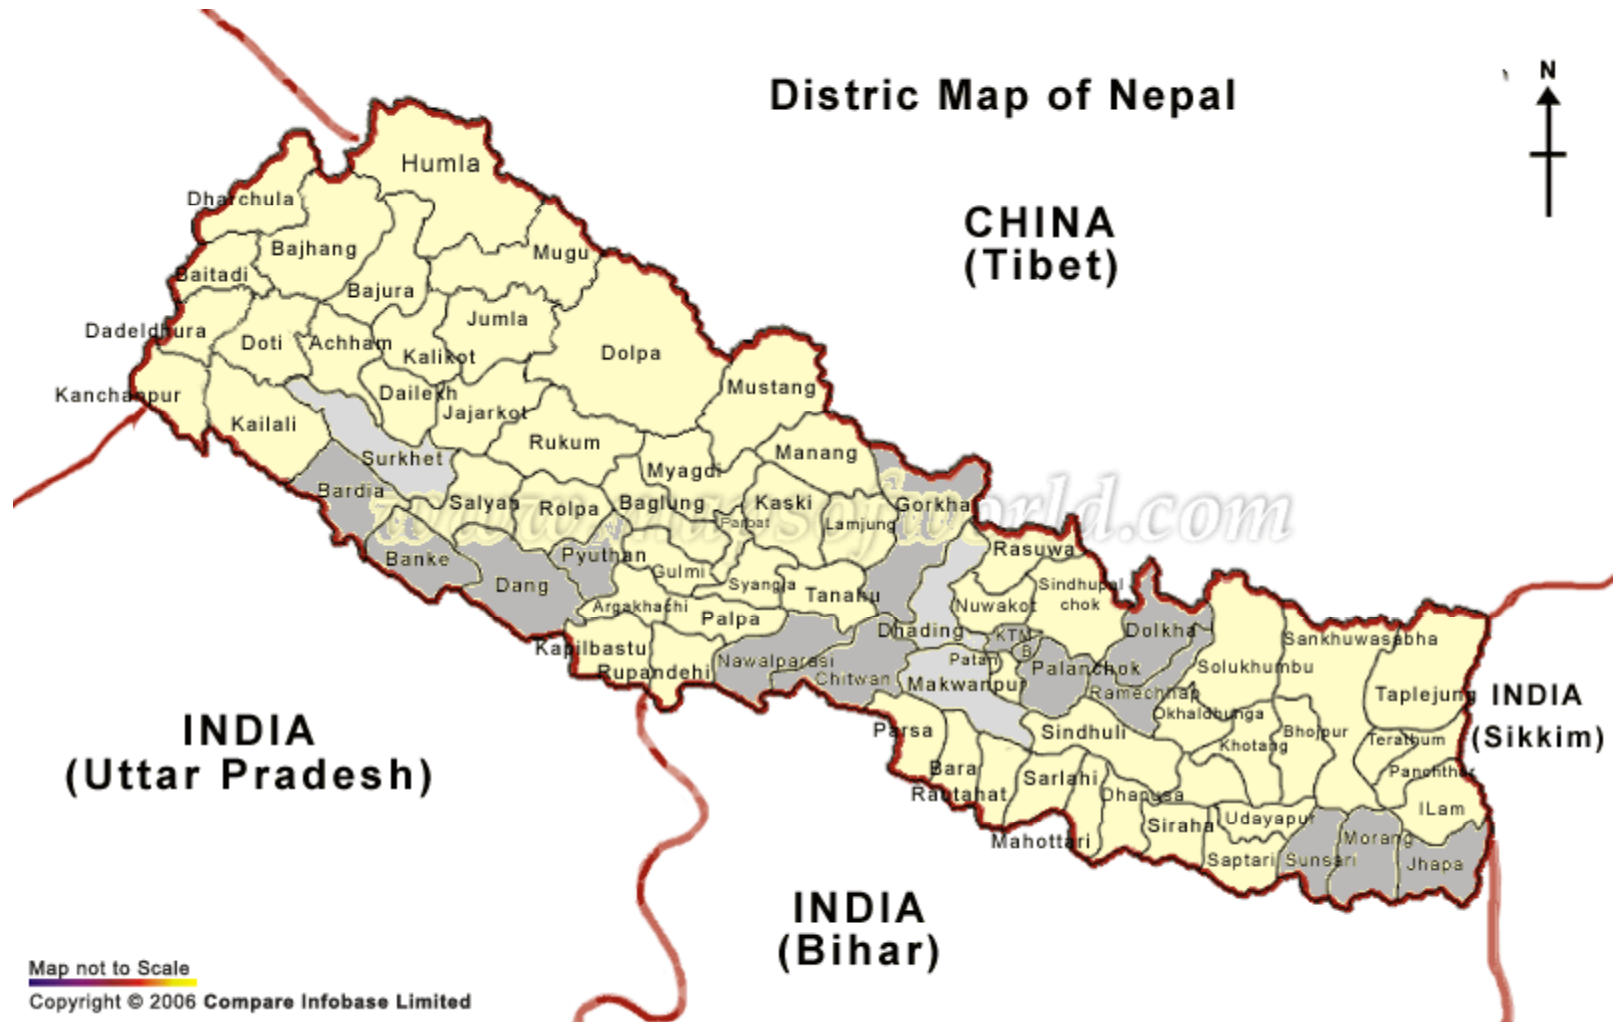 Distric Map of Nepal
N
CHINA
(Tibet)
Humla
Dharchula
Bajhang
Mugu
Baitadi
Bajura
Jumla
Dadeldhura
Doti
Achham
Kalikot
Dolpa
Mustang
Kanchanpur
Dailekh
Jajarkot
Kailali
Rukum
Surkhet
Myagdi
Manang
Bardia
Salyan
Rolpa
Baglung
Parbat
Kaski
Lamjung
Gorkha
www.mapsofworld.com
Banke
Dang
Pyuthan
Gulmi
Syangja
Tanahu
Rasuwa
Sindhupal
chok
Nuwakot
Argakhachi
Palpa
Dhading
KTM
B
Dolkha
Kapilbastu
Rupandehi
Nawalparasi
Chitwan
Patan
Makwanpur
Palanchok
Ramechhap
Solukhumbu
Sankhuwasabha
Taplejung
INDIA
(Sikkim)
Okhaldhunga
Khotang
Bhojpur
Terathum
Panchthar
Parsa
Sindhuli
Bara
Rautahat
Sarlahi
Dhanusa
Mahottari
Siraha
Udayapur
Saptari
Sunsari
Morang
Jhapa
ILam
INDIA
(Uttar Pradesh)
INDIA
(Bihar)
Map not to Scale
Copyright © 2006 Compare Infobase Limited